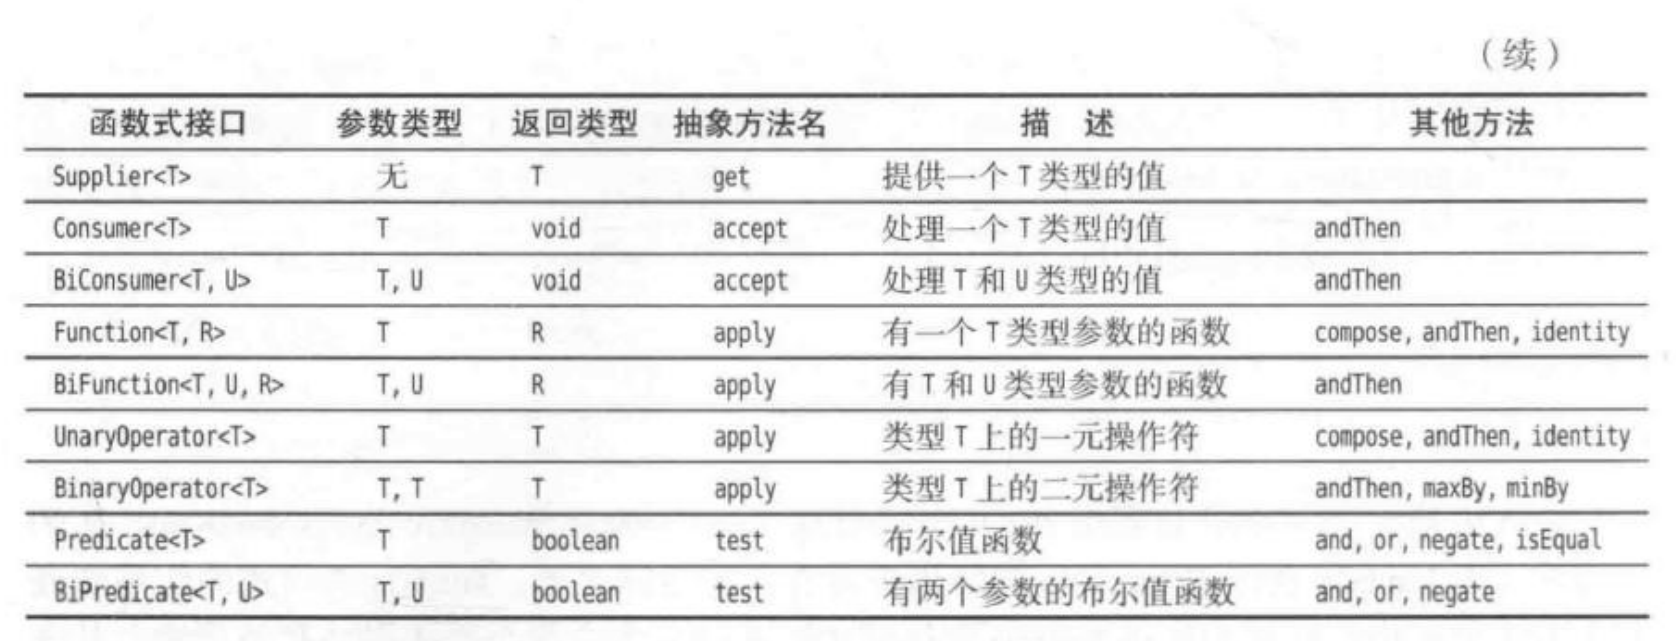 （续）
函数式接口 参数类型 返回类型 抽象方法名 描 述 其他方法
Supplier<T> 无 T get 提供一个 T 类型的值
Consumer<T> T void accept 处理一个 T 类型的值 andThen
BiConsumer<T, U> T, U void accept 处理 T 和 U 类型的值 andThen
Function<T, R> T R apply 有一个 T 类型参数的函数 compose, andThen, identity
BiFunction<T, U, R> T, U R apply 有 T 和 U 类型参数的函数 andThen
UnaryOperator<T> T T apply 类型 T 上的一元操作符 compose, andThen, identity
BinaryOperator<T> T, T T apply 类型 T 上的二元操作符 andThen, maxBy, minBy
Predicate<T> T boolean test 布尔值函数 and, or, negate, isEqual
BiPredicate<T, U> T, U boolean test 有两个参数的布尔值函数 and, or, negate